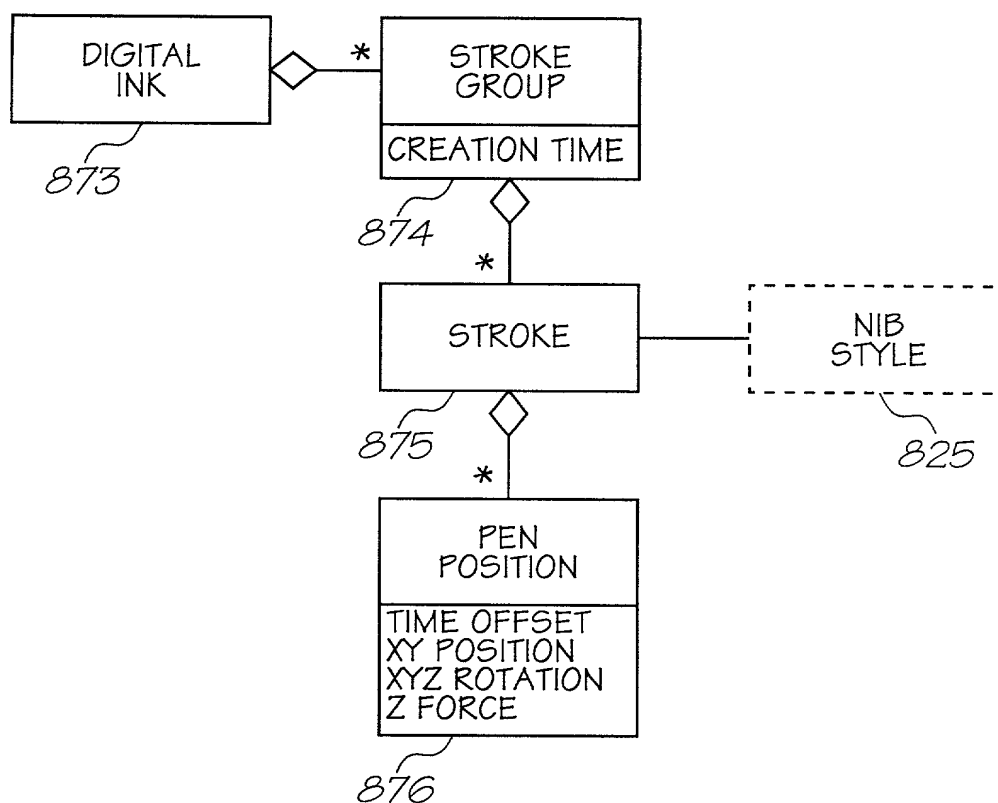 DIGITAL
INK
*
STROKE
GROUP
CREATION TIME
873
874
*
STROKE
NIB
STYLE
875
825
*
PEN
POSITION
TIME OFFSET
XY POSITION
XYZ ROTATION
Z FORCE
876